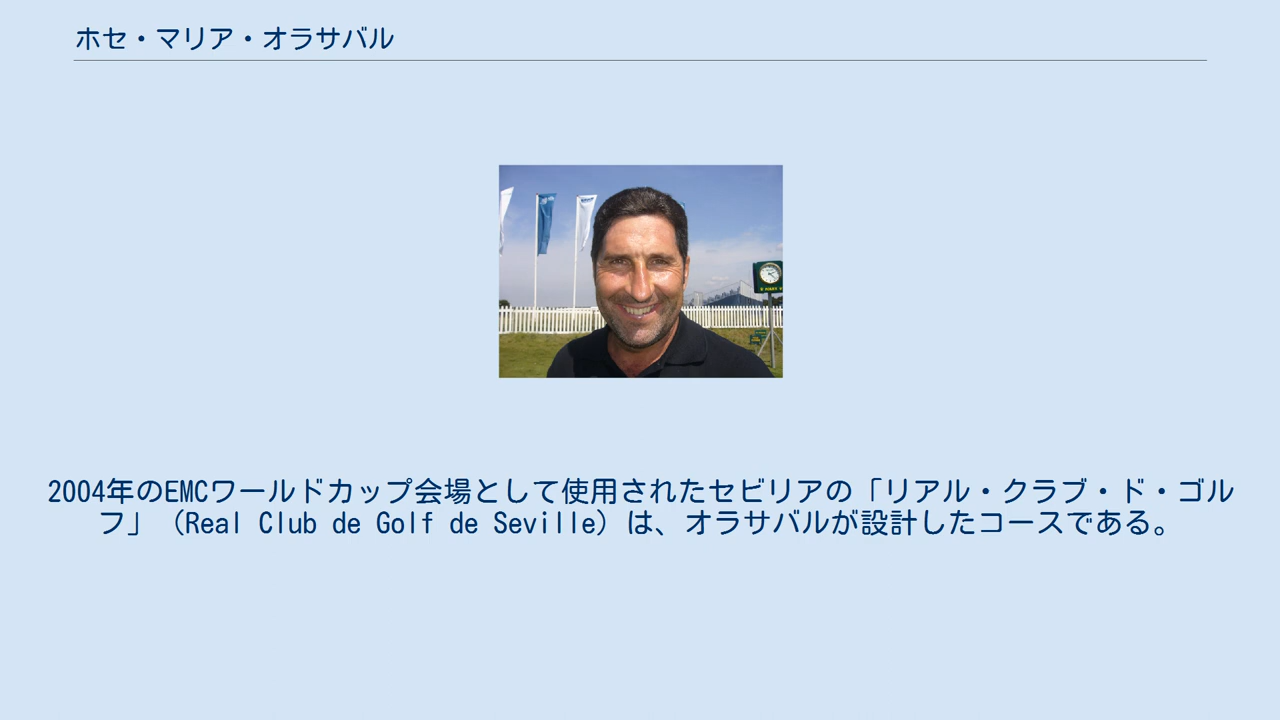 ホセ・マリア・オラサバル
2004年のEMCワールドカップ会場として使用されたセビリアの「リアル・クラブ・ド・ゴル
フ」（Real Club de Golf de Seville）は、オラサバルが設計したコースである。